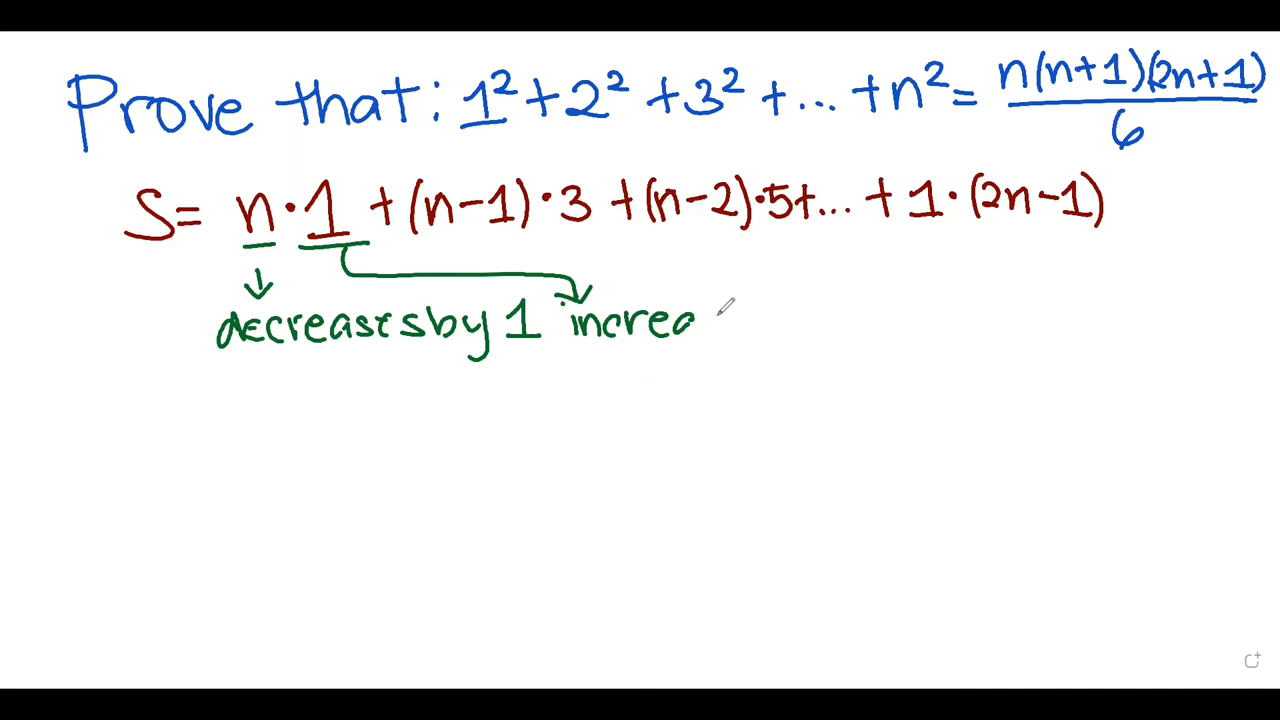 Prove that: 1² + 2² + 3² + ... + n² = n(n+1)(2n+1)/6
S = n·1 + (n-1)·3 + (n-2)·5 + ... + 1·(2n-1)
decreases by 1 increa